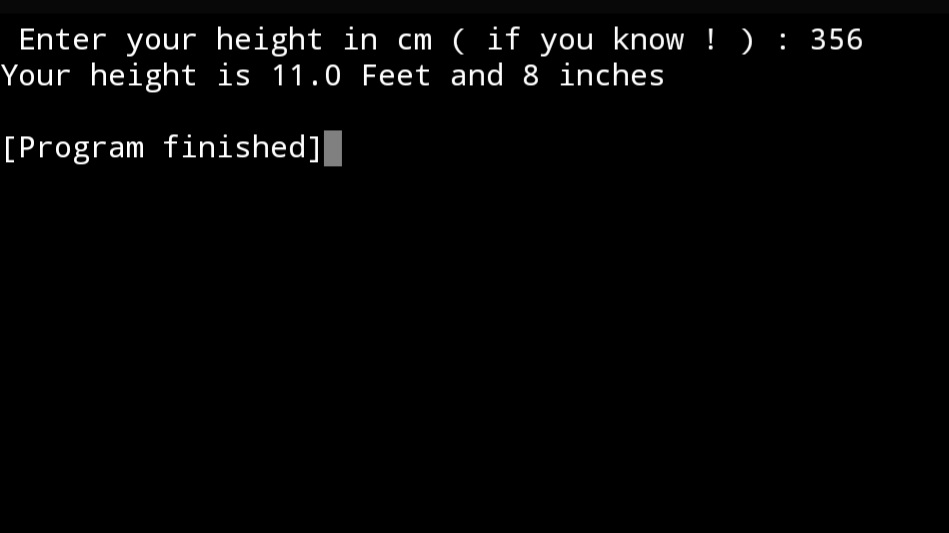 Enter your height in cm ( if you know ! ) : 356
Your height is 11.0 Feet and 8 inches
[Program finished]